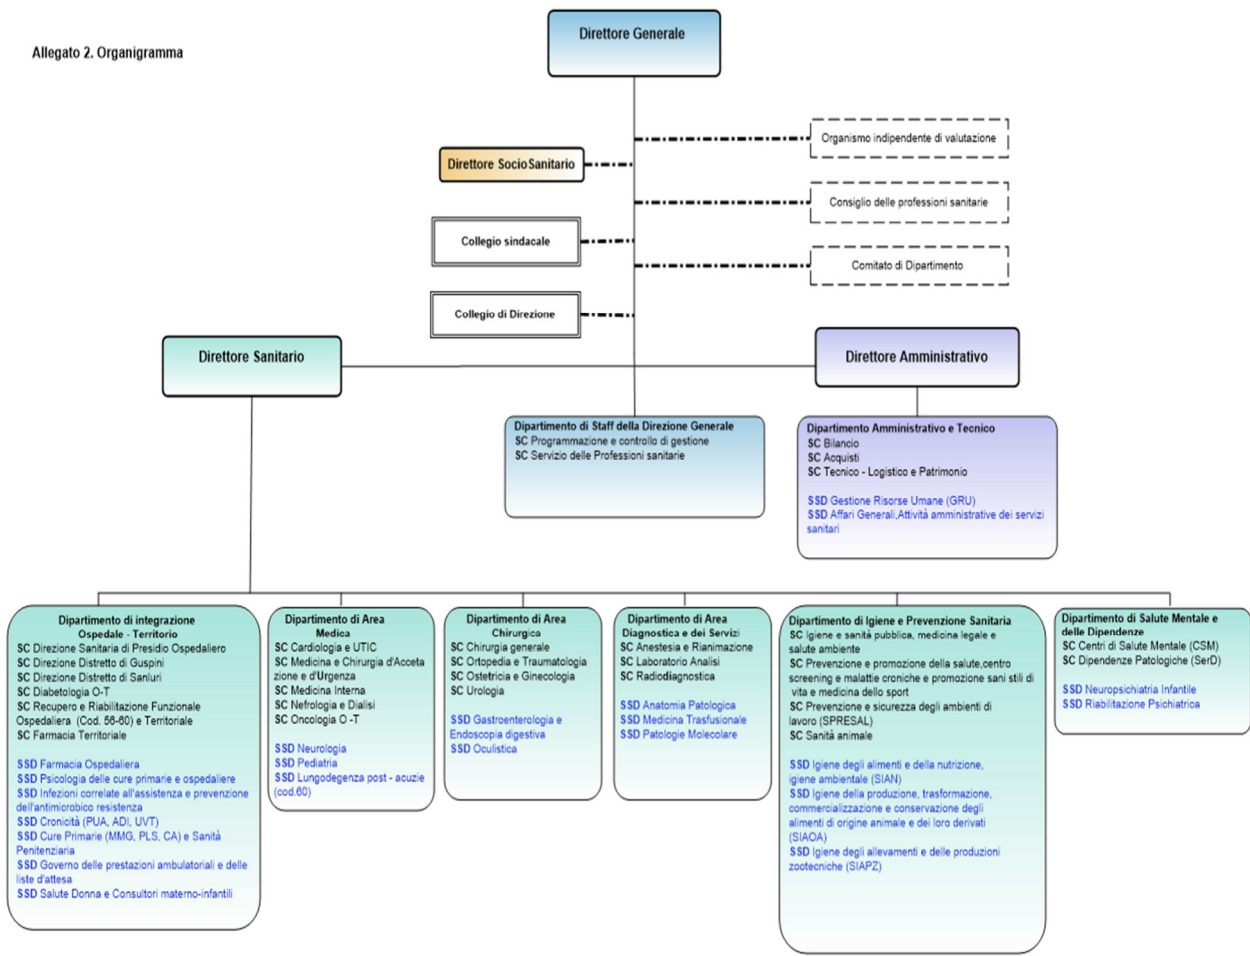 Direttore Generale
Allegato 2. Organigramma
Organismo indipendente di valutazione
Direttore SocioSanitario
Consiglio delle professioni sanitarie
Collegio sindacale
Comitato di Dipartimento
Collegio di Direzione
Direttore Sanitario
Direttore Amministrativo
Dipartimento di Staff della Direzione Generale
SC Programmazione e controllo di gestione
SC Servizio delle Professioni sanitarie
Dipartimento Amministrativo e Tecnico
SC Bilancio
SC Acquisti
SC Tecnico - Logistico e Patrimonio
SSD Gestione Risorse Umane (GRU)
SSD Affari Generali,Attività amministrative dei servizi
sanitari
Dipartimento di integrazione
Ospedale - Territorio
SC Direzione Sanitaria di Presidio Ospedaliero
SC Direzione Distretto di Guspini
SC Direzione Distretto di Sanluri
SC Diabetologia O-T
SC Recupero e Riabilitazione Funzionale
Ospedaliera (Cod. 56-60) e Territoriale
SC Farmacia Territoriale
SSD Farmacia Ospedaliera
SSD Psicologia delle cure primarie e ospedaliere
SSD Infezioni correlate all'assistenza e prevenzione
dell'antimicrobico resistenza
SSD Cronicità (PUA, ADI, UVT)
SSD Cure Primarie (MMG, PLS, CA) e Sanità
Penitenziaria
SSD Governo delle prestazioni ambulatoriali e delle
liste d'attesa
SSD Salute Donna e Consultori materno-infantili
Dipartimento di Area
Medica
SC Cardiologia e UTIC
SC Medicina e Chirurgia d'Acceta
zione e d'Urgenza
SC Medicina Interna
SC Nefrologia e Dialisi
SC Oncologia O -T
SSD Neurologia
SSD Pediatria
SSD Lungodegenza post - acuzie
(cod.60)
Dipartimento di Area
Chirurgica
SC Chirurgia generale
SC Ortopedia e Traumatologia
SC Ostetricia e Ginecologia
SC Urologia
SSD Gastroenterologia e
Endoscopia digestiva
SSD Oculistica
Dipartimento di Area
Diagnostica e dei Servizi
SC Anestesia e Rianimazione
SC Laboratorio Analisi
SC Radiodiagnostica
SSD Anatomia Patologica
SSD Medicina Trasfusionale
SSD Patologie Molecolare
Dipartimento di Igiene e Prevenzione Sanitaria
SC Igiene e sanità pubblica, medicina legale e
salute ambiente
SC Prevenzione e promozione della salute,centro
screening e malattie croniche e promozione sani stili di
vita e medicina dello sport
SC Prevenzione e sicurezza degli ambienti di
lavoro (SPRESAL)
SC Sanità animale
SSD Igiene degli alimenti e della nutrizione,
igiene ambientale (SIAN)
SSD Igiene della produzione, trasformazione,
commercializzazione e conservazione degli
alimenti di origine animale e dei loro derivati
(SIAOA)
SSD Igiene degli allevamenti e delle produzioni
zootecniche (SIAPZ)
Dipartimento di Salute Mentale e
delle Dipendenze
SC Centri di Salute Mentale (CSM)
SC Dipendenze Patologiche (SerD)
SSD Neuropsichiatria Infantile
SSD Riabilitazione Psichiatrica